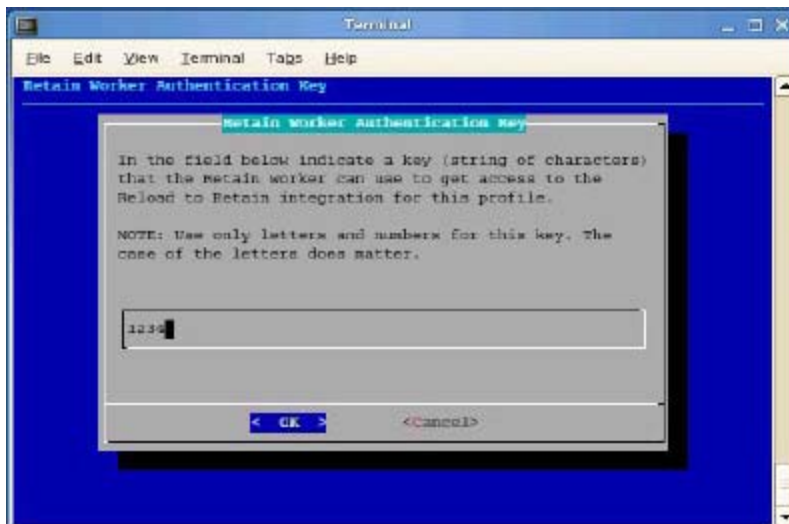 Terminal
File Edit View Terminal Tabs Help
Retain Worker Authentication Key
Retain Worker Authentication Key
In the field below indicate a key (string of characters)
that the Retain worker can use to get access to the
Reload to Retain integration for this profile.
NOTE: Use only letters and numbers for this key. The
case of the letters does matter.
1234
< OK >
<Cancel>